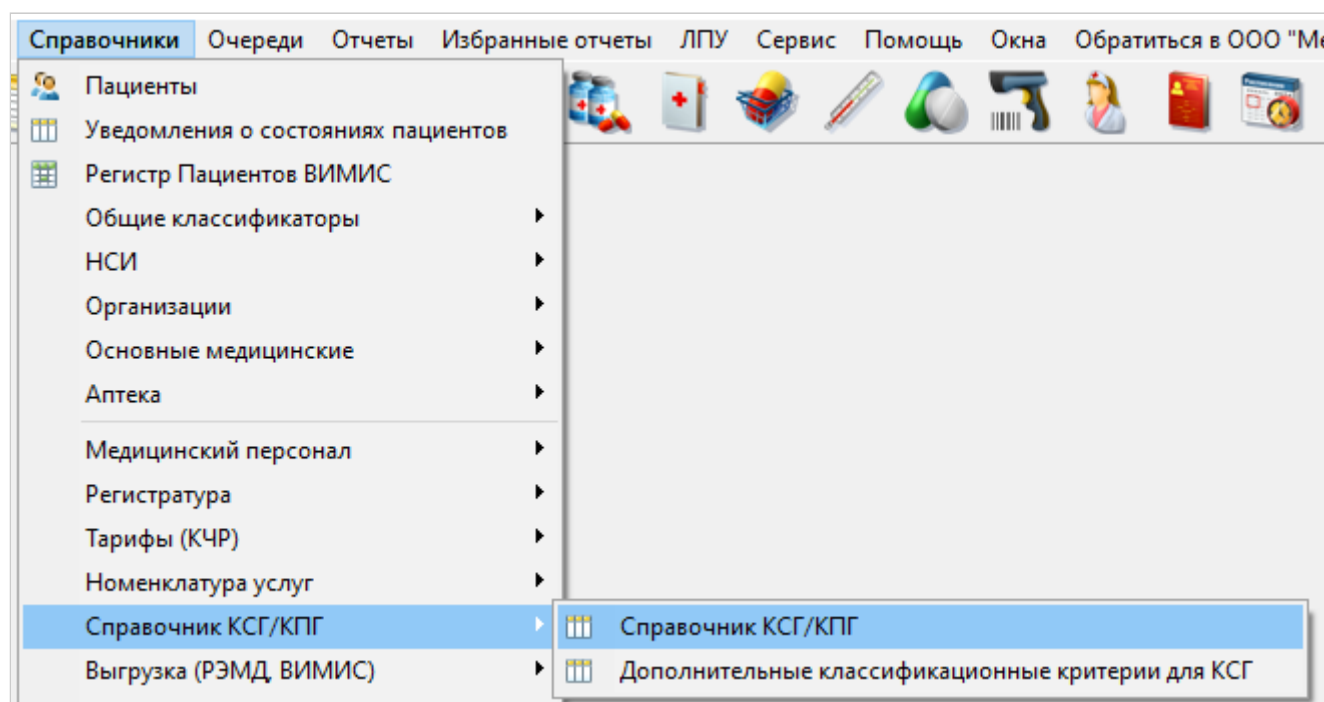 Справочники Очереди Отчеты Избранные отчеты ЛПУ Сервис Помощь Окна Обратиться в ООО "Ме
Пациенты
Уведомления о состояниях пациентов
Регистр Пациентов ВИМИС
Общие классификаторы
НСИ
Организации
Основные медицинские
Аптека
Медицинский персонал
Регистратура
Тарифы (КЧР)
Номенклатура услуг
Справочник КСГ/КПГ Справочник КСГ/КПГ
Выгрузка (РЭМД, ВИМИС) Дополнительные классификационные критерии для КСГ